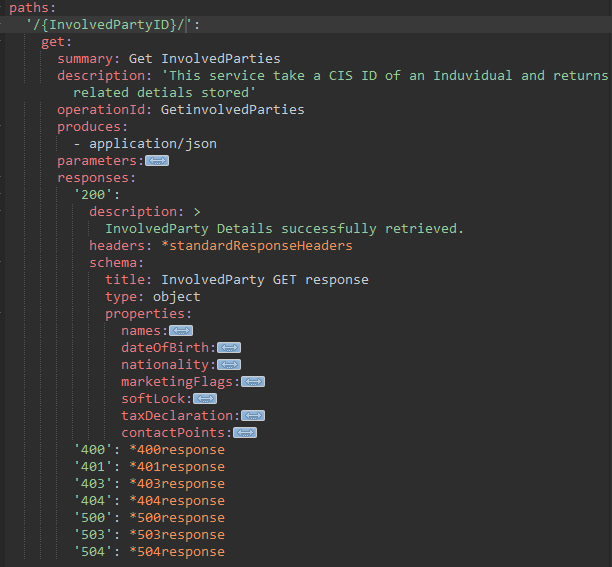 paths:
'/{InvolvedPartyID}/':
get:
summary: Get InvolvedParties
description: 'This service take a CIS ID of an Induvidual and returns
related detials stored'
operationId: GetinvolvedParties
produces:
- application/json
parameters:
responses:
'200':
description: >
InvolvedParty Details successfully retrieved.
headers: *standardResponseHeaders
schema:
title: InvolvedParty GET response
type: object
properties:
names:
dateOfBirth:
nationality:
marketingFlags:
softLock:
taxDeclaration:
contactPoints:
'400': *400response
'401': *401response
'403': *403response
'404': *404response
'500': *500response
'503': *503response
'504': *504response